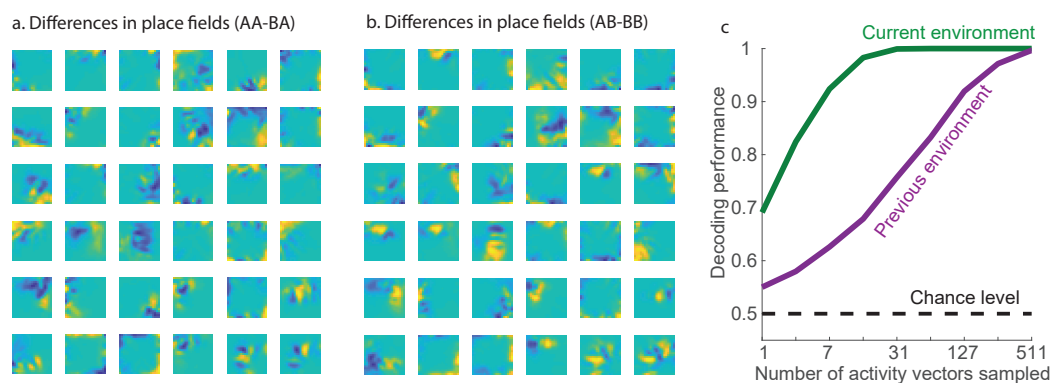 a. Differences in place fields (AA-BA)
b. Differences in place fields (AB-BB)
c
Current environment
Previous environment
Chance level
Decoding performance
1
0.9
0.8
0.7
0.6
0.5
1 7 31 127 511
Number of activity vectors sampled